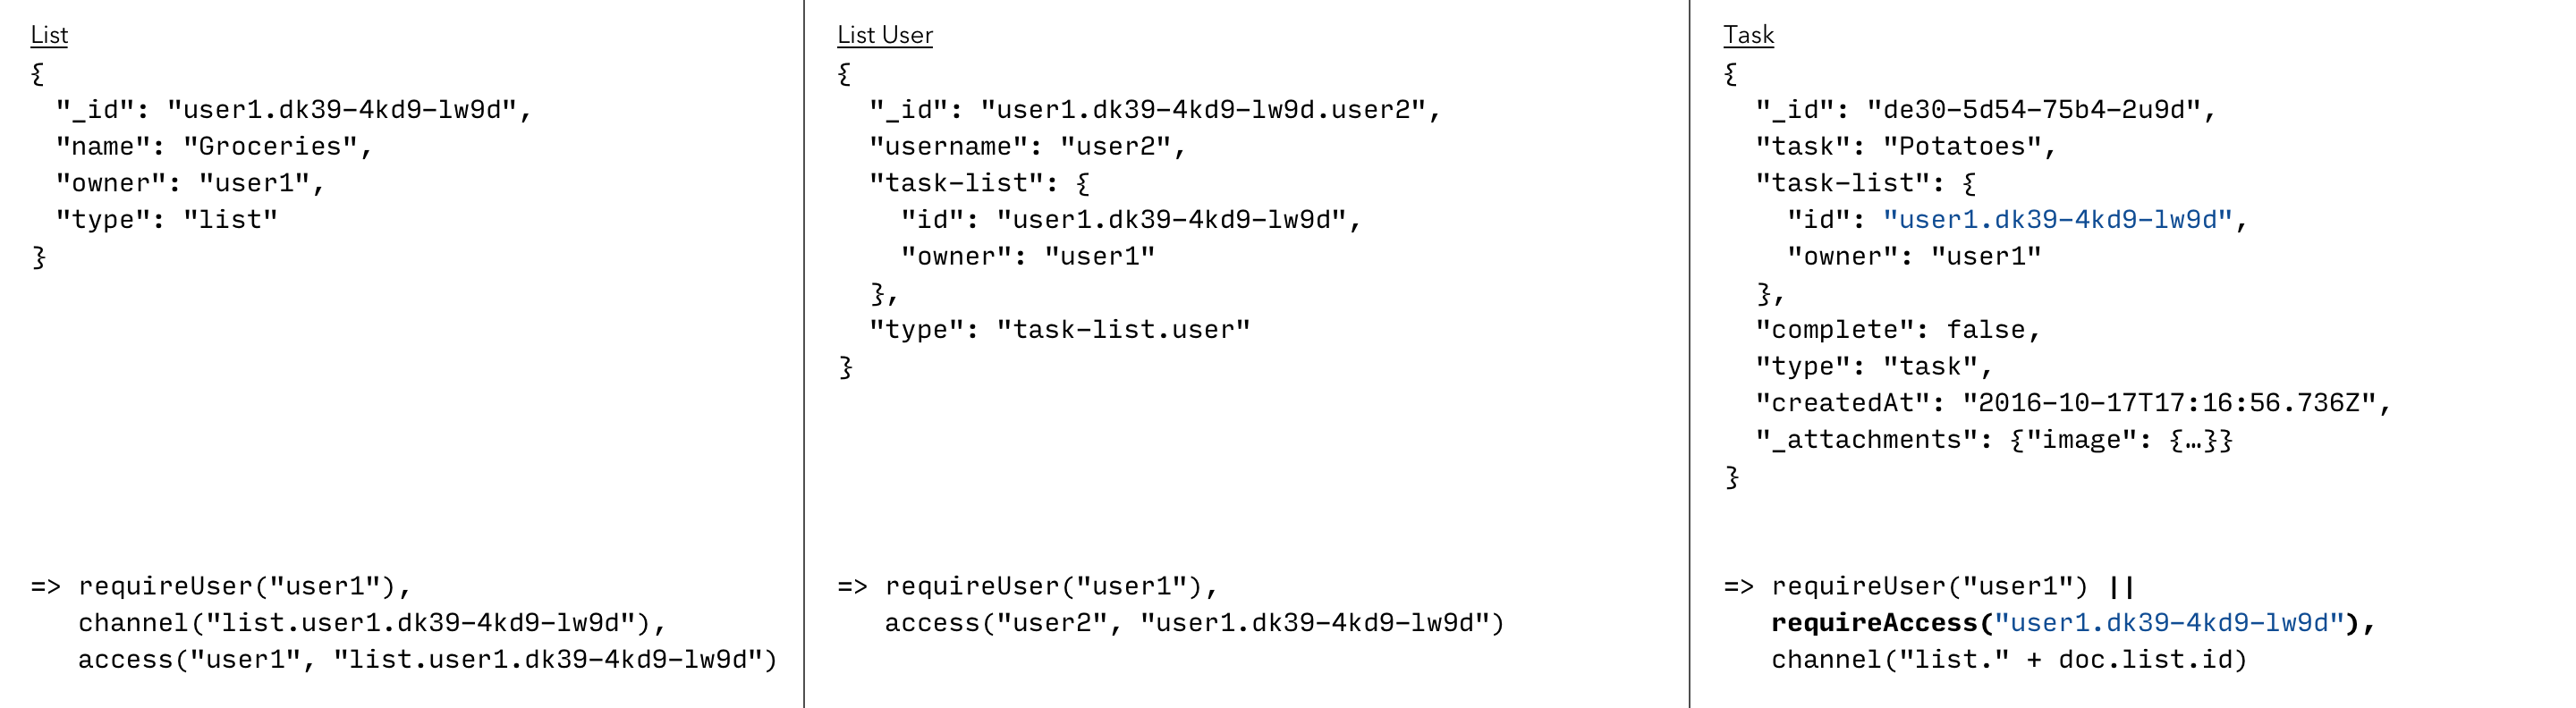 List
{
  "_id": "user1.dk39-4kd9-lw9d",
  "name": "Groceries",
  "owner": "user1",
  "type": "list"
}
=> requireUser("user1"),
   channel("list.user1.dk39-4kd9-lw9d"),
   access("user1", "list.user1.dk39-4kd9-lw9d")
List User
{
  "_id": "user1.dk39-4kd9-lw9d.user2",
  "username": "user2",
  "task-list": {
    "id": "user1.dk39-4kd9-lw9d",
    "owner": "user1"
  },
  "type": "task-list.user"
}
=> requireUser("user1"),
   access("user2", "user1.dk39-4kd9-lw9d")
Task
{
  "_id": "de30-5d54-75b4-2u9d",
  "task": "Potatoes",
  "task-list": {
    "id": "user1.dk39-4kd9-lw9d",
    "owner": "user1"
  },
  "complete": false,
  "type": "task",
  "createdAt": "2016-10-17T17:16:56.736Z",
  "_attachments": {"image": {…}}
}
=> requireUser("user1") ||
   requireAccess("user1.dk39-4kd9-lw9d"),
   channel("list." + doc.list.id)